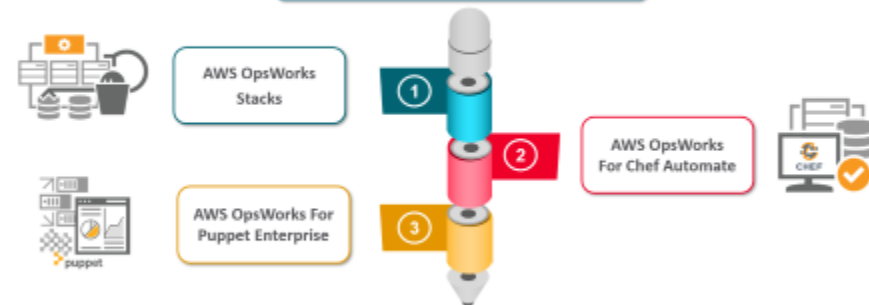 AWS OpsWorks
Stacks
1
2
AWS OpsWorks
For Chef Automate
CHEF
AWS OpsWorks For
Puppet Enterprise
3
puppet